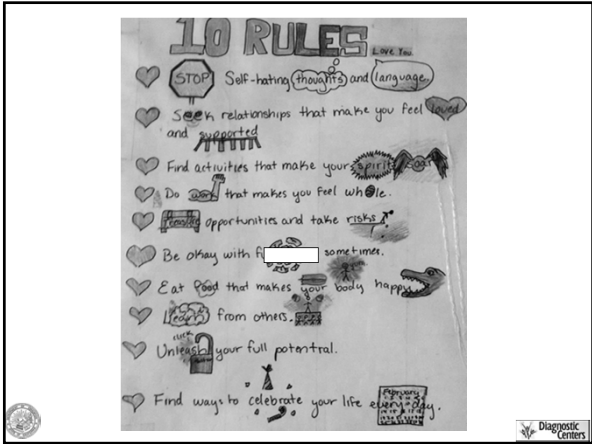 10 RULES
Love You
STOP Self-hating thoughts and language
Seek relationships that make you feel loved
and supported
Find activities that make your spirit soar
Do work that makes you feel whole.
opportunities and take risks
Be okay with sometimes.
Eat food that makes your body happy
Learn from others.
click
Unleash your full potential.
February
Find ways to celebrate your life every day.
Diagnostic
Centers